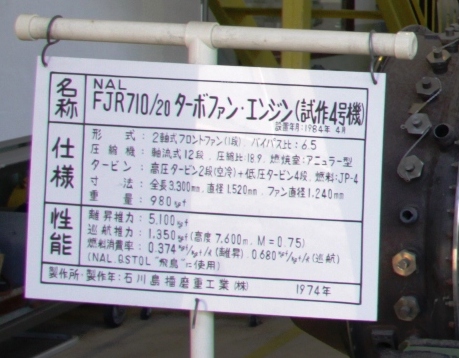 名称
NAL
FJR710/20 ターボファン・エンジン(試作4号機)
設置年月:1984年 4月
仕様
形式:2軸式フロントファン(1段) バイパス比:6.5
圧縮機:軸流式12段、圧縮比18.9、燃焼室:アニュラー型
タービン:高圧タービン2段(空冷)+低圧タービン4段、燃料:JP-4
寸法:全長3,300mm、直径1,520mm、ファン直径1,240mm
重量:980kgf
性能
離昇推力:5,100kgf
巡航推力:1,350kgf(高度7,600m、M=0.75)
燃料消費率:0.374kgf/kgf/h(離昇) 0.680kgf/kgf/h(巡航)
(NAL.QSTOL "飛鳥"に使用)
製作所・製作年:石川島播磨重工業(株) 1974年